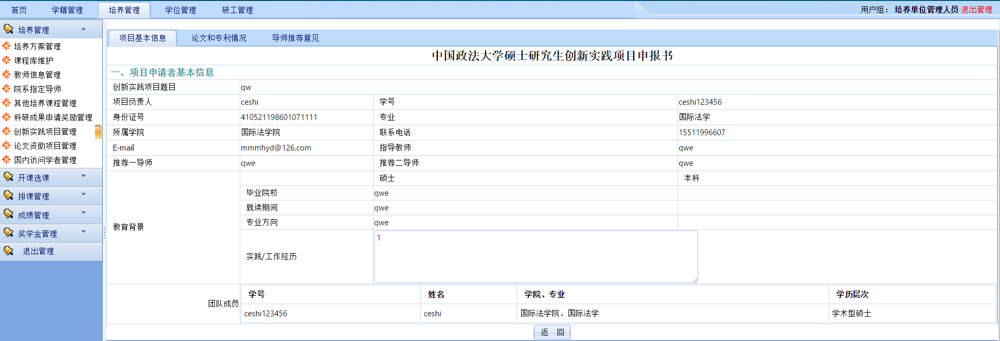 首页 学籍管理 培养管理 学位管理 研工管理 用户组： 培养单位管理人员 退出管理
培养管理
培养方案管理
课程库维护
教师信息管理
院系指定导师
其他培养课程管理
科研成果申请奖励管理
创新实践项目管理
论文资助项目管理
国内访问学者管理
开课选课
排课管理
成绩管理
奖学金管理
退出管理
项目基本信息 论文和专利情况 导师推荐意见
中国政法大学硕士研究生创新实践项目申报书
一、项目申请者基本信息
创新实践项目题目 qw
项目负责人 ceshi 学号 ceshi123456
身份证号 410521198601071111 专业 国际法学
所属学院 国际法学院 联系电话 15511996607
E-mail mmmhyd@126.com 指导教师 qwe
推荐一导师 qwe 推荐二导师 qwe
教育背景 硕士 本科
毕业院校 qwe
就读期间 qwe
专业方向 qwe
实践/工作经历 1
团队成员 学号 姓名 学院、专业 学历层次
ceshi123456 ceshi 国际法学院、国际法学 学术型硕士
返 回